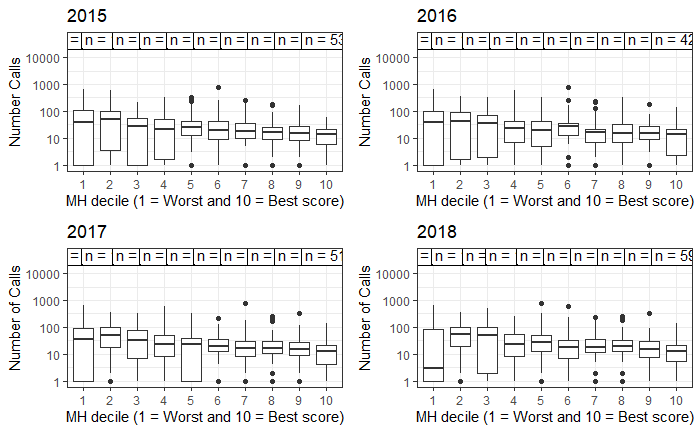 2015
= n = n = n = n = n = n = n = n = n = 53
10000
1000
100
10
1
Number Calls
1 2 3 4 5 6 7 8 9 10
MH decile (1 = Worst and 10 = Best score)
2016
= n = n = n = n = n = n = n = n = n = 42
10000
1000
100
10
1
Number Calls
1 2 3 4 5 6 7 8 9 10
MH decile (1 = Worst and 10 = Best score)
2017
= n = n = n = n = n = n = n = n = n = 51
10000
1000
100
10
1
Number of Calls
1 2 3 4 5 6 7 8 9 10
MH decile (1 = Worst and 10 = Best score)
2018
= n = n = n = n = n = n = n = n = n = 59
10000
1000
100
10
1
Number of Calls
1 2 3 4 5 6 7 8 9 10
MH decile (1 = Worst and 10 = Best score)